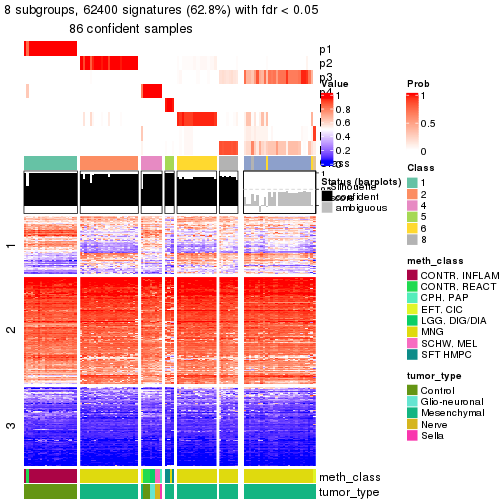 8 subgroups, 62400 signatures (62.8%) with fdr < 0.05
86 confident samples
p1
p2
p3
p4
Value
1
0.8
0.6
0.4
0.2
0
Prob
1
0.5
0
Class
Status (barplots)
confident
ambiguous
Silhouette
score
Class
1
2
4
5
6
8
1
2
3
meth_class
CONTR. INFLAM
CONTR. REACT
CPH. PAP
EFT. CIC
LGG. DIG/DIA
MNG
SCHW. MEL
SFT HMPC
tumor_type
Control
Glio-neuronal
Mesenchymal
Nerve
Sella
meth_class
tumor_type